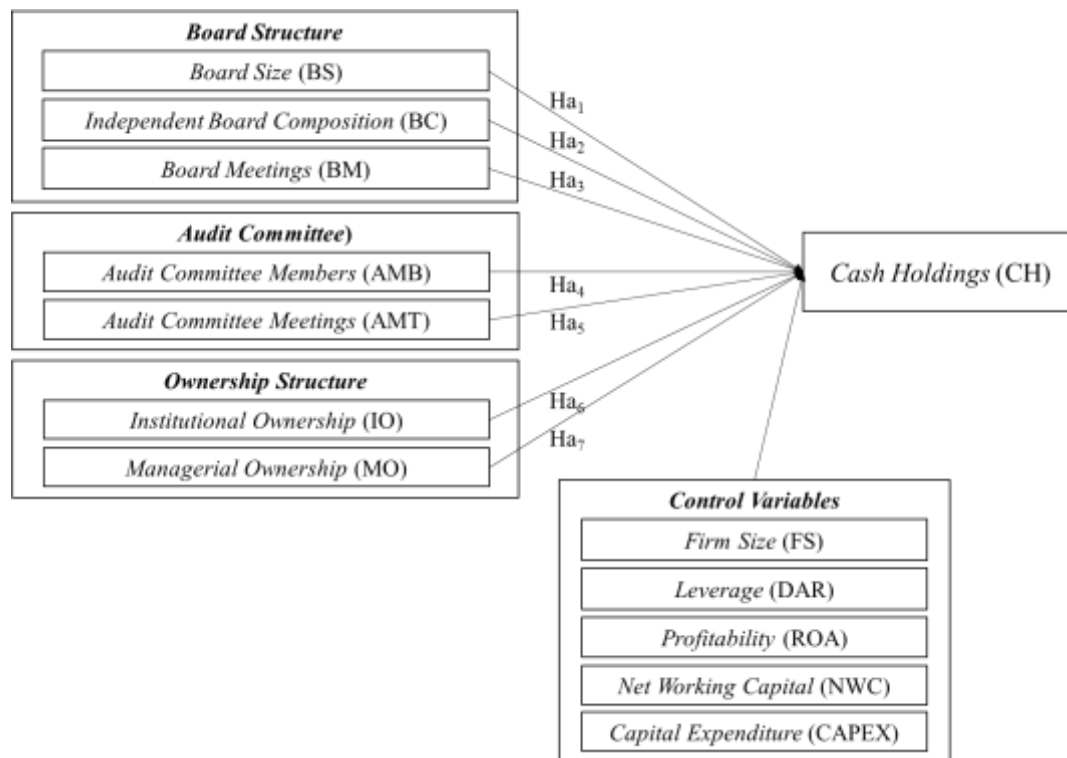 Board Structure
Board Size (BS)
Independent Board Composition (BC)
Board Meetings (BM)
Ha₁
Ha₂
Ha₃
Audit Committee)
Audit Committee Members (AMB)
Audit Committee Meetings (AMT)
Ha₄
Ha₅
Cash Holdings (CH)
Ownership Structure
Institutional Ownership (IO)
Managerial Ownership (MO)
Ha₆
Ha₇
Control Variables
Firm Size (FS)
Leverage (DAR)
Profitability (ROA)
Net Working Capital (NWC)
Capital Expenditure (CAPEX)